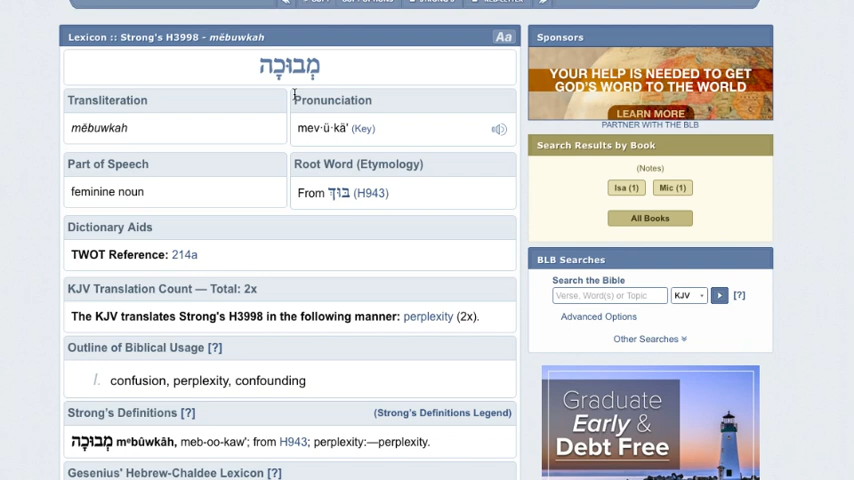 Lexicon :: Strong's H3998 - mĕbuwkah
Aa
מְבוּכָה
Transliteration
mĕbuwkah
Pronunciation
mev·ü·kä' (Key)
Part of Speech
feminine noun
Root Word (Etymology)
From בּוּךְ (H943)
Dictionary Aids
TWOT Reference: 214a
KJV Translation Count — Total: 2x
The KJV translates Strong's H3998 in the following manner: perplexity (2x).
Outline of Biblical Usage [?]
I. confusion, perplexity, confounding
Strong's Definitions [?]
(Strong's Definitions Legend)
מְבוּכָה mᵉbûwkâh, meb-oo-kaw'; from H943; perplexity:—perplexity.
Gesenius' Hebrew-Chaldee Lexicon [?]
Sponsors
YOUR HELP IS NEEDED TO GET
GOD'S WORD TO THE WORLD
LEARN MORE
PARTNER WITH THE BLB
Search Results by Book
(Notes)
Isa (1)
Mic (1)
All Books
BLB Searches
Search the Bible
Verse, Word(s) or Topic
KJV
[?]
Advanced Options
Other Searches
Graduate
Early &
Debt Free